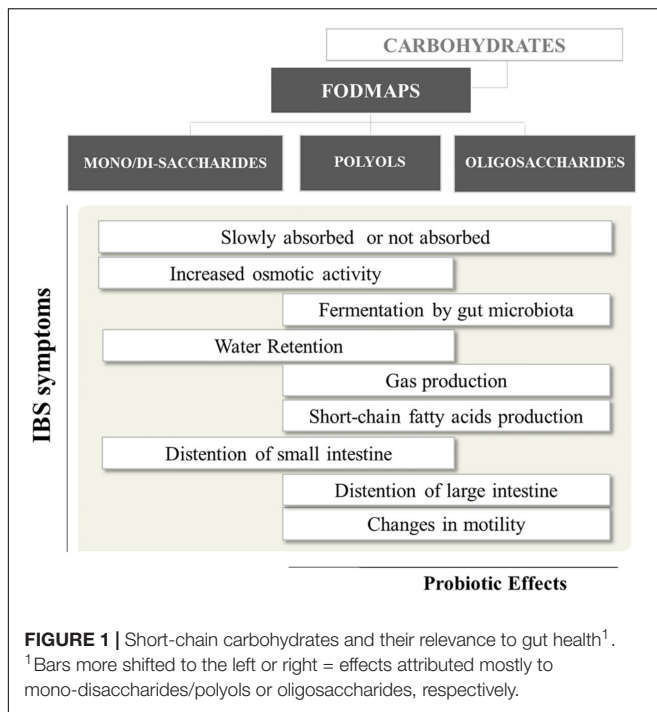 CARBOHYDRATES
FODMAPS
MONO/DI-SACCHARIDES
POLYOLS
OLIGOSACCHARIDES
IBS symptoms
Slowly absorbed or not absorbed
Increased osmotic activity
Fermentation by gut microbiota
Water Retention
Gas production
Short-chain fatty acids production
Distention of small intestine
Distention of large intestine
Changes in motility
Probiotic Effects
FIGURE 1 | Short-chain carbohydrates and their relevance to gut health¹.
¹Bars more shifted to the left or right = effects attributed mostly to
mono-disaccharides/polyols or oligosaccharides, respectively.